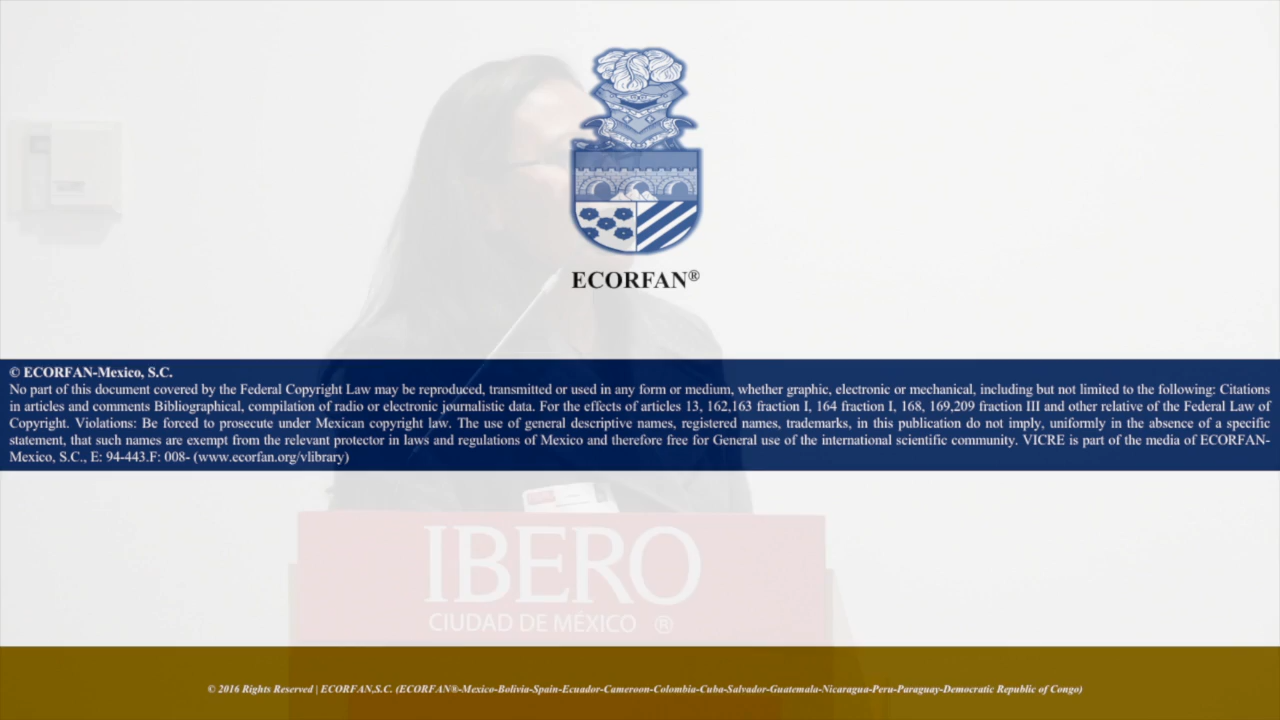 ECORFAN®
© ECORFAN-Mexico, S.C.
No part of this document covered by the Federal Copyright Law may be reproduced, transmitted or used in any form or medium, whether graphic, electronic or mechanical, including but not limited to the following: Citations
in articles and comments Bibliographical, compilation of radio or electronic journalistic data. For the effects of articles 13, 162,163 fraction I, 164 fraction I, 168, 169,209 fraction III and other relative of the Federal Law of
Copyright. Violations: Be forced to prosecute under Mexican copyright law. The use of general descriptive names, registered names, trademarks, in this publication do not imply, uniformly in the absence of a specific
statement, that such names are exempt from the relevant protector in laws and regulations of Mexico and therefore free for General use of the international scientific community. VICRE is part of the media of ECORFAN-
Mexico, S.C., E: 94-443.F: 008- (www.ecorfan.org/vlibrary)
IBERO
CIUDAD DE MÉXICO ®
© 2016 Rights Reserved | ECORFAN,S.C. (ECORFAN®-Mexico-Bolivia-Spain-Ecuador-Cameroon-Colombia-Cuba-Salvador-Guatemala-Nicaragua-Peru-Paraguay-Democratic Republic of Congo)